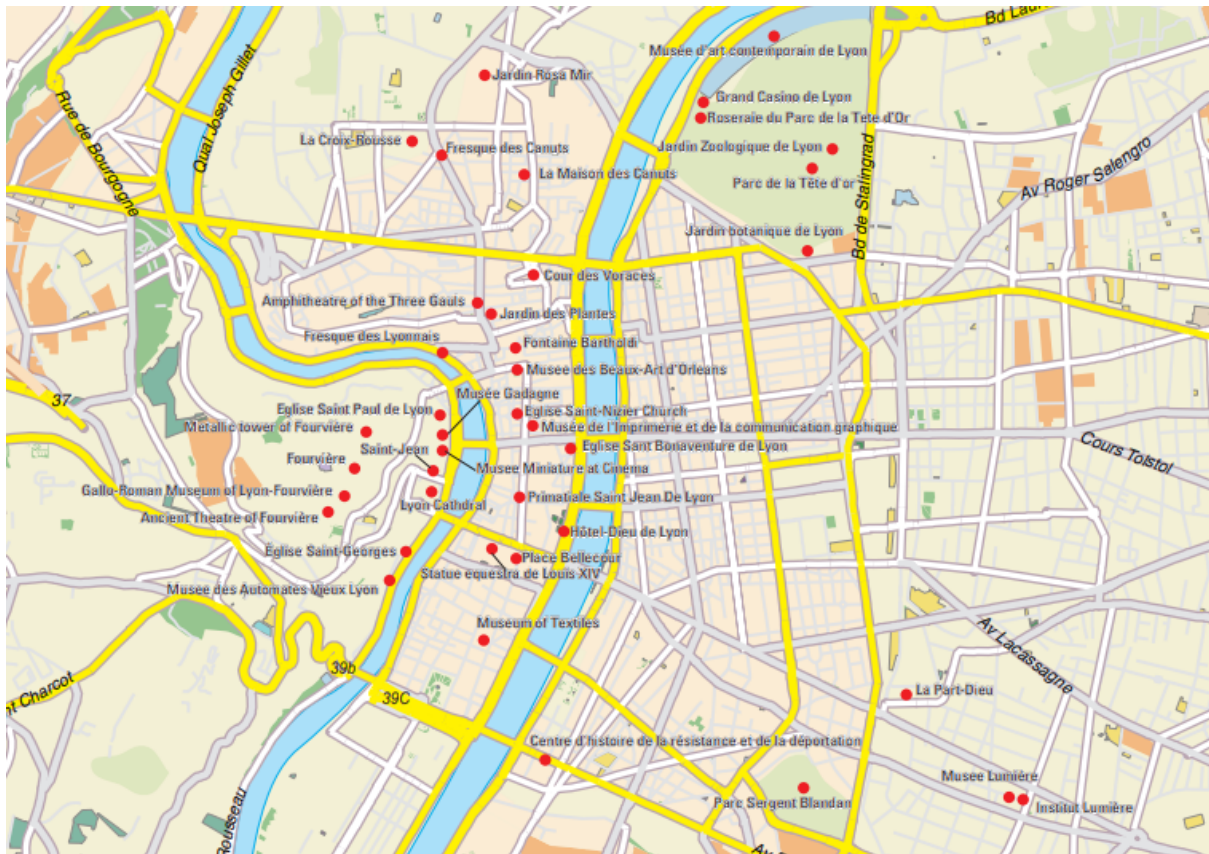 Bd Lau
Musée d'art contemporain de Lyon
Quai Joseph Gillet
Jardin Rosa Mir
Rue de Bourgogne
Grand Casino de Lyon
Roseraie du Parc de la Tete d'Or
La Croix-Rousse
Fresque des Canuts
Jardin Zoologique de Lyon
Bd de Stalingrad
Av Roger Salengro
La Maison des Canuts
Parc de la Tête d'or
Jardin botanique de Lyon
Cour des Voraces
Amphitheatre of the Three Gauls
Jardin des Plantes
Fresque des Lyonnais
Fontaine Bartholdi
Musee des Beaux-Art d'Orleans
37
Musée Gadagne
Eglise Saint Paul de Lyon
Eglise Saint-Nizier Church
Metallic tower of Fourvière
Musée de l'Imprimerie et de la communication graphique
Saint-Jean
Eglise Sant Bonaventure de Lyon
Cours Tolstol
Fourvière
Musee Miniature at Cinema
Gallo-Roman Museum of Lyon-Fourvière
Lyon Cathdral
Primatiale Saint Jean De Lyon
Ancient Theatre of Fourvière
Hôtel-Dieu de Lyon
Église Saint-Georges
Place Bellecour
Statue equestra de Louis XIV
Musee des Automates Vieux Lyon
Museum of Textiles
Av Lacassagne
39b
nt Charcot
39C
La Part-Dieu
Centre d'histoire de la résistance et de la déportation
Musée Lumière
Parc Sergent Blandan
Institut Lumière
Rousseau
Av